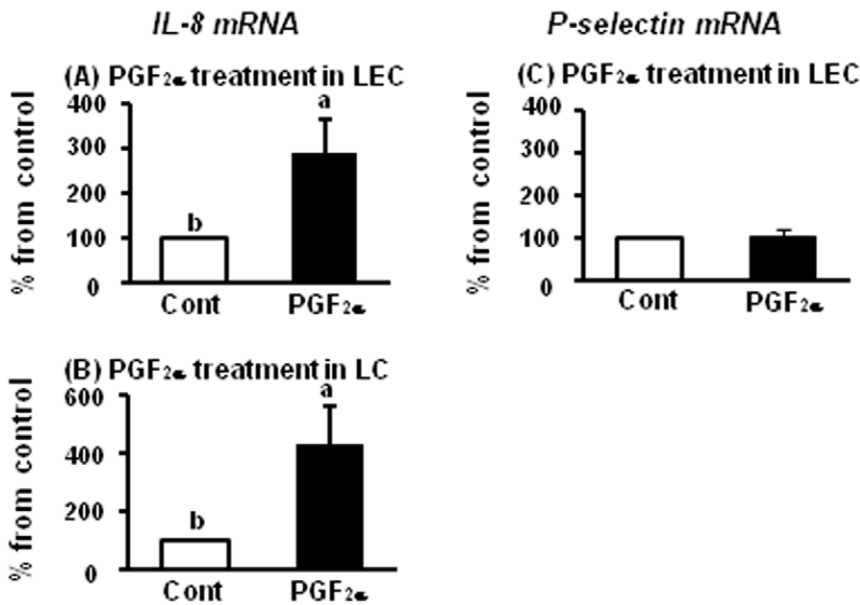 IL-8 mRNA
P-selectin mRNA
(A) PGF2α treatment in LEC
a
400
300
200
100
0
% from control
b
Cont
PGF2α
(C) PGF2α treatment in LEC
400
300
200
100
0
% from control
Cont
PGF2α
(B) PGF2α treatment in LC
a
600
400
200
0
% from control
b
Cont
PGF2α